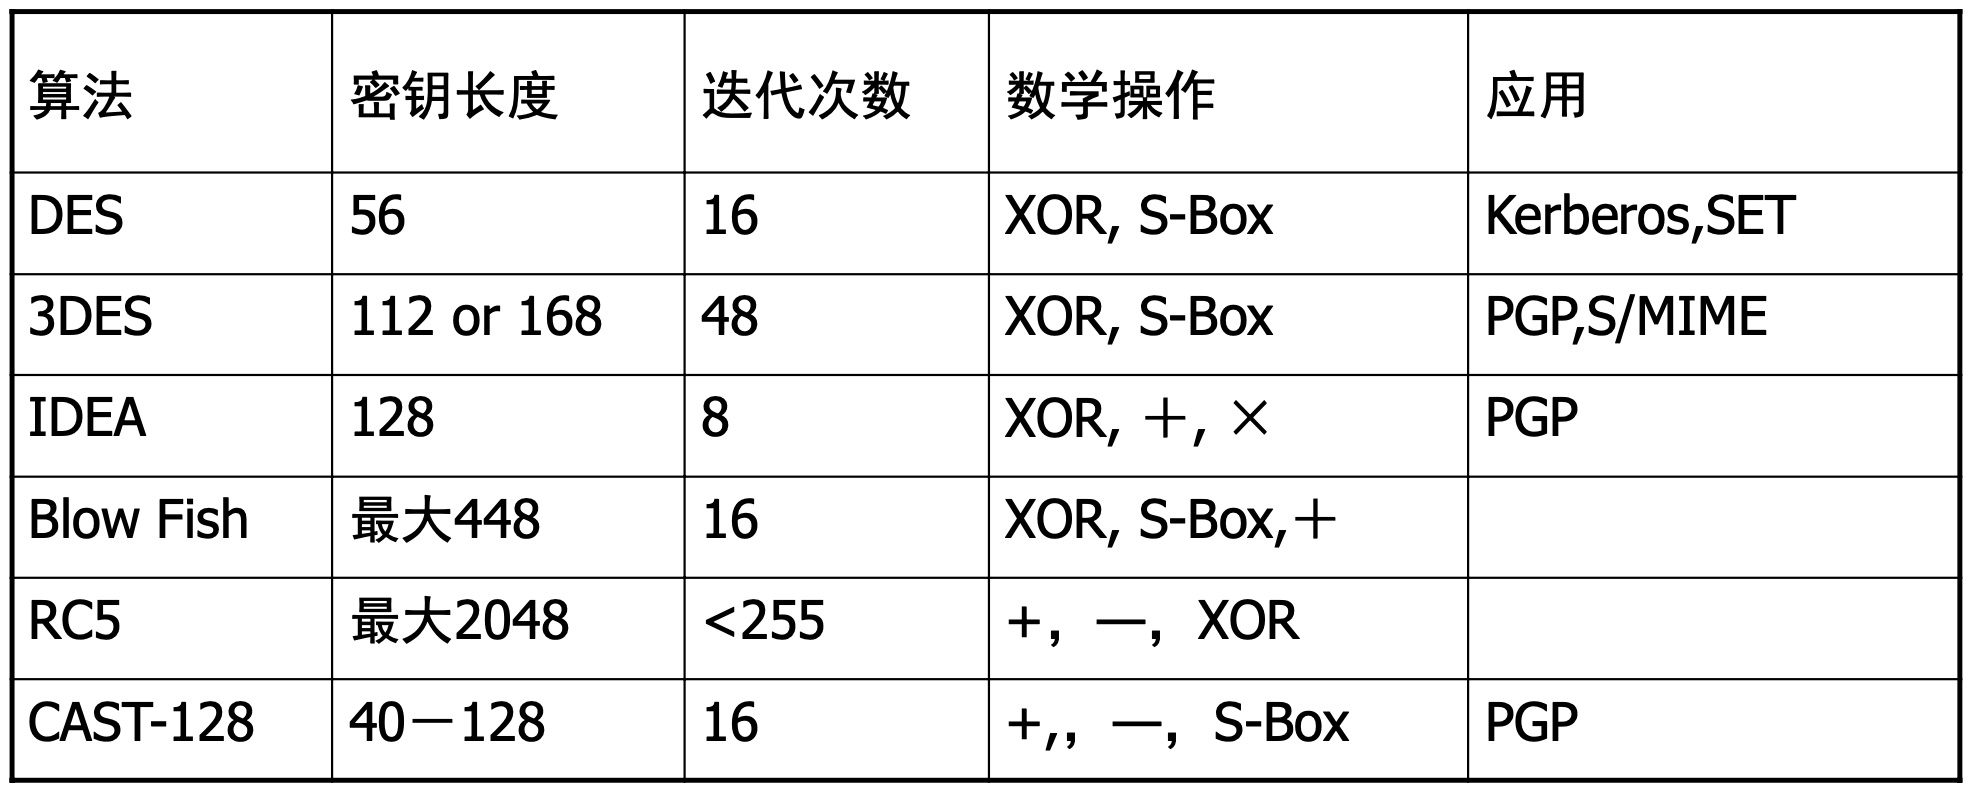 算法 密钥长度 迭代次数 数学操作 应用
DES 56 16 XOR, S-Box Kerberos,SET
3DES 112 or 168 48 XOR, S-Box PGP,S/MIME
IDEA 128 8 XOR, ＋, × PGP
Blow Fish 最大448 16 XOR, S-Box,＋
RC5 最大2048 <255 +，—，XOR
CAST-128 40－128 16 +,，—，S-Box PGP